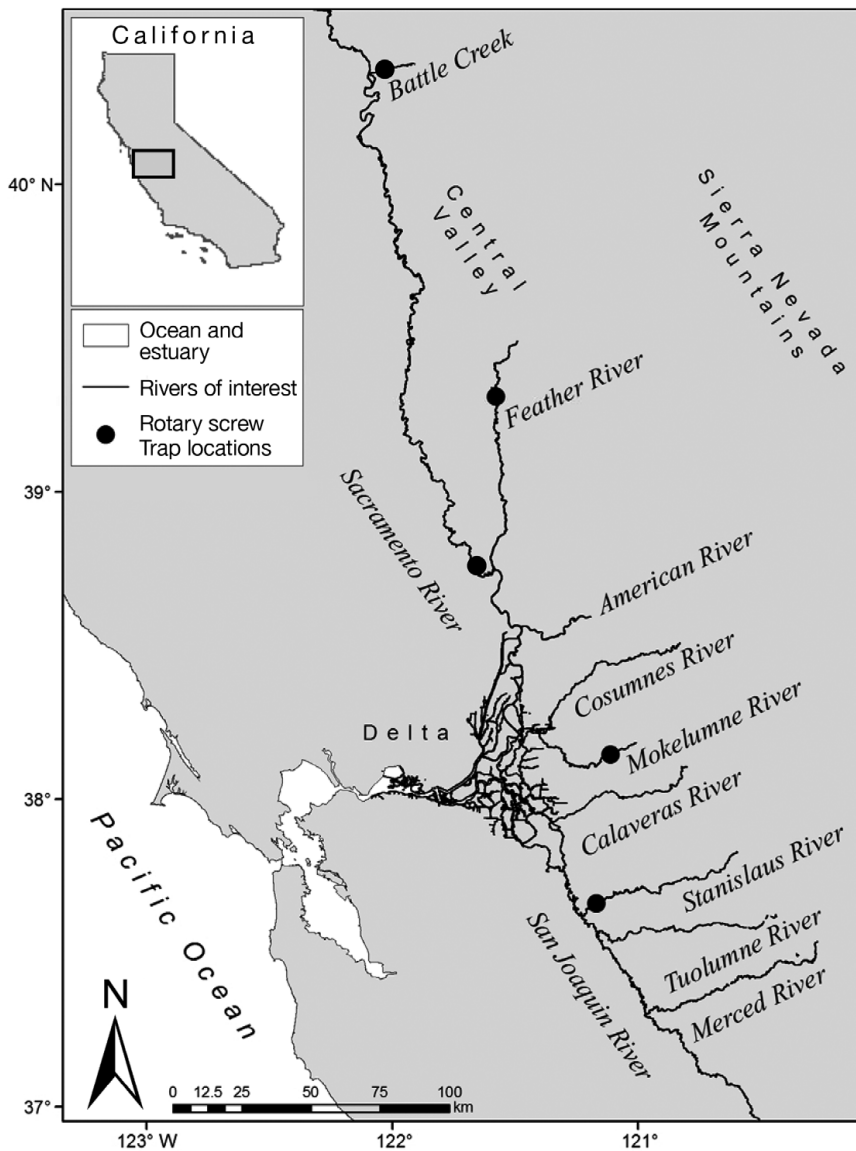 California
Ocean and
estuary
Rivers of interest
Rotary screw
Trap locations
Battle Creek
Central
Valley
Sierra Nevada
Mountains
Feather River
Sacramento River
American River
Cosumnes River
Delta
Mokelumne River
Calaveras River
Stanislaus River
Tuolumne River
Merced River
San Joaquin River
Pacific Ocean
N
0 12.5 25 50 75 100
km
40° N
39°
38°
37°
123° W 122° 121°